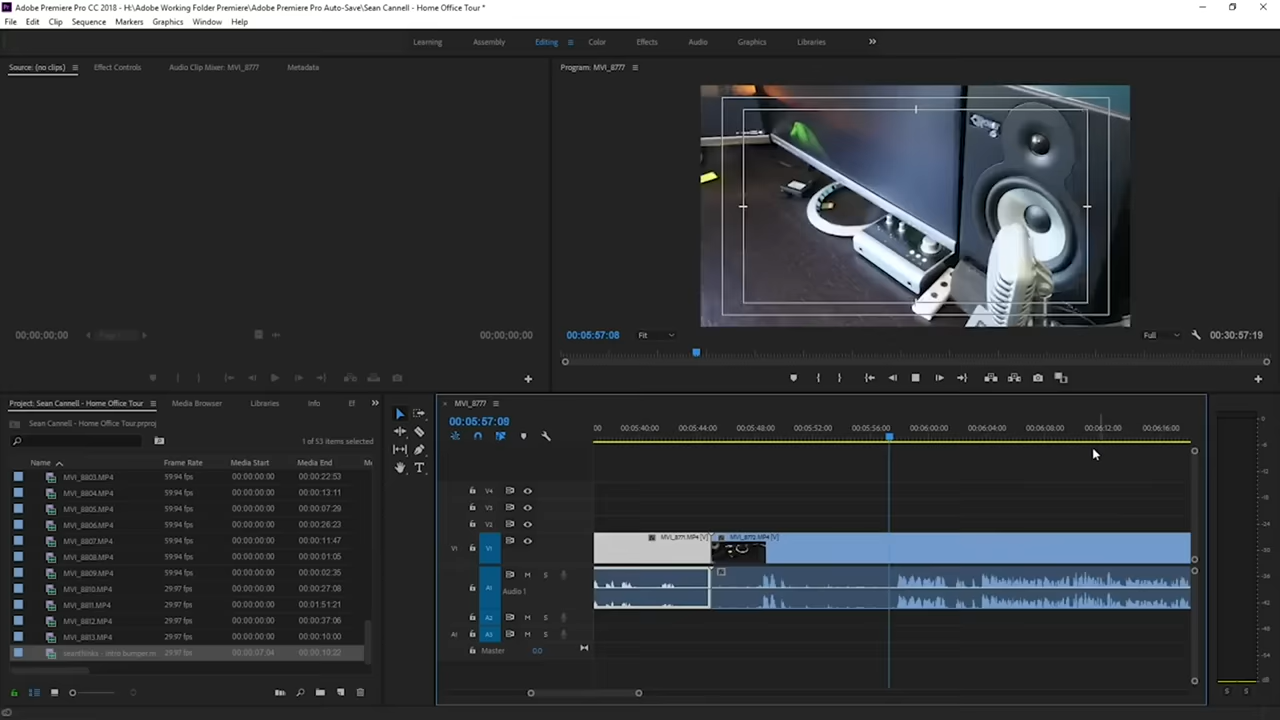 Adobe Premiere Pro CC 2018 - H:\Adobe Working Folder Premiere\Adobe Premiere Pro Auto-Save\Sean Cannell - Home Office Tour *
File Edit Clip Sequence Markers Graphics Window Help
Learning Assembly Editing Color Effects Audio Graphics Libraries
Source: (no clips) Effect Controls Audio Clip Mixer: MVI_8777 Metadata
Program: MVI_8777
00;00;00;00
00;00;00;00
00:05:57:08 Fit Full 00:30:57:19
Project: Sean Cannell - Home Office Tour Media Browser Libraries Info Ef
Sean Cannell - Home Office Tour.prproj
1 of 53 items selected
Name Frame Rate Media Start Media End Me
MVI_8803.MP4 59.94 fps 00:00:00:00 00:00:22:53
MVI_8804.MP4 59.94 fps 00:00:00:00 00:00:13:11
MVI_8805.MP4 59.94 fps 00:00:00:00 00:00:07:29
MVI_8806.MP4 59.94 fps 00:00:00:00 00:00:26:23
MVI_8807.MP4 59.94 fps 00:00:00:00 00:00:11:47
MVI_8808.MP4 59.94 fps 00:00:00:00 00:00:01:05
MVI_8809.MP4 59.94 fps 00:00:00:00 00:00:02:35
MVI_8810.MP4 29.97 fps 00:00:00:00 00:00:27:08
MVI_8811.MP4 29.97 fps 00:00:00:00 00:01:51:21
MVI_8812.MP4 29.97 fps 00:00:00:00 00:00:37:06
MVI_8813.MP4 29.97 fps 00:00:00:00 00:00:10:00
seanthinks - intro bumper.m 29.97 fps 00:00:07:04 00:00:10:22
MVI_8777
00:05:57:09
00 00:05:40:00 00:05:44:00 00:05:48:00 00:05:52:00 00:05:56:00 00:06:00:00 00:06:04:00 00:06:08:00 00:06:12:00 00:06:16:00
V4
V3
V2
V1 V1
A1 M S
Audio 1
A2 M S
A1 A3 M S
Master 0.0
0
-54
S S